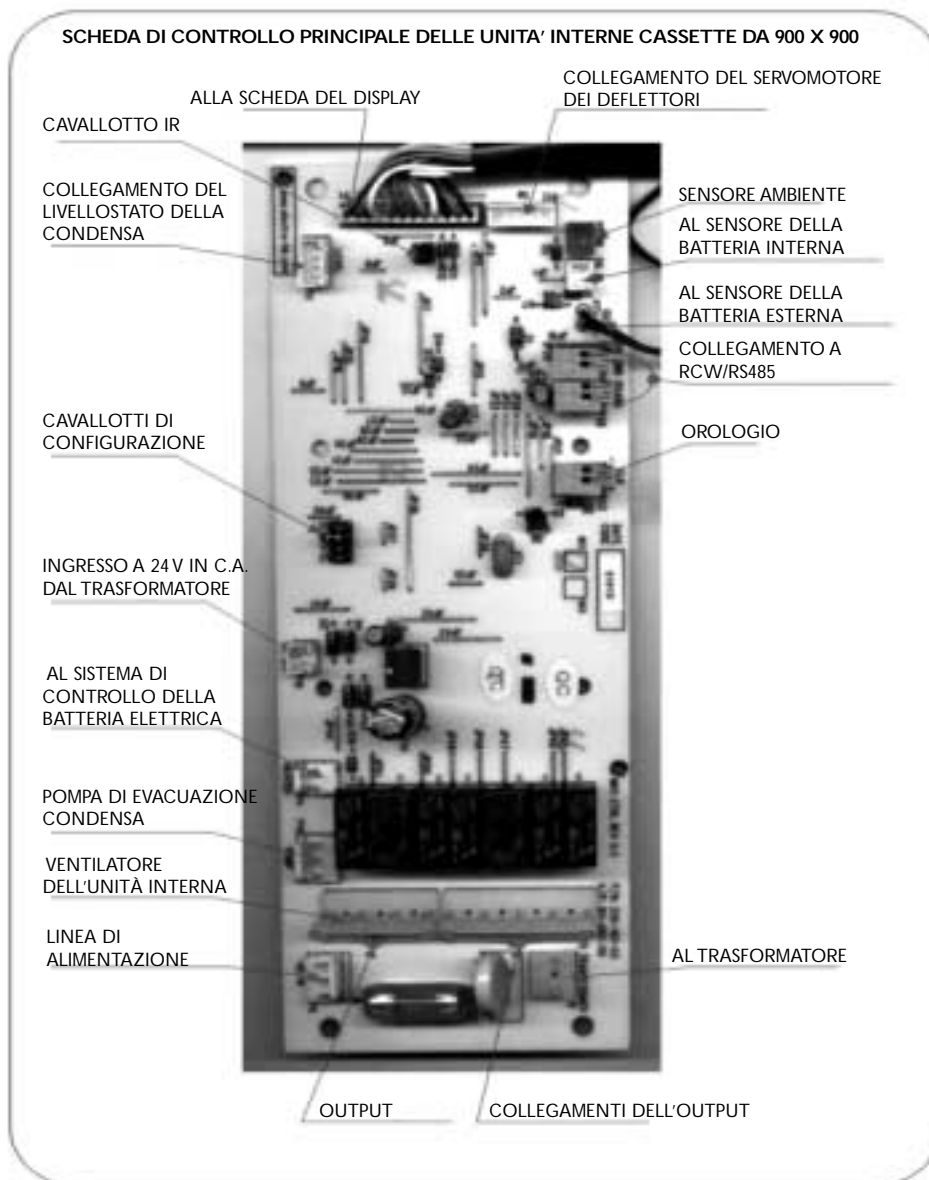 SCHEDA DI CONTROLLO PRINCIPALE DELLE UNITA' INTERNE CASSETTE DA 900 X 900
COLLEGAMENTO DEL SERVOMOTORE
DEI DEFLETTORI
ALLA SCHEDA DEL DISPLAY
CAVALLOTTO IR
COLLEGAMENTO DEL
LIVELLOSTATO DELLA
CONDENSA
SENSORE AMBIENTE
AL SENSORE DELLA
BATTERIA INTERNA
AL SENSORE DELLA
BATTERIA ESTERNA
COLLEGAMENTO A
RCW/RS485
CAVALLOTTI DI
CONFIGURAZIONE
OROLOGIO
INGRESSO A 24 V IN C.A.
DAL TRASFORMATORE
AL SISTEMA DI
CONTROLLO DELLA
BATTERIA ELETTRICA
POMPA DI EVACUAZIONE
CONDENSA
VENTILATORE
DELL'UNITÀ INTERNA
LINEA DI
ALIMENTAZIONE
AL TRASFORMATORE
OUTPUT
COLLEGAMENTI DELL'OUTPUT
QC